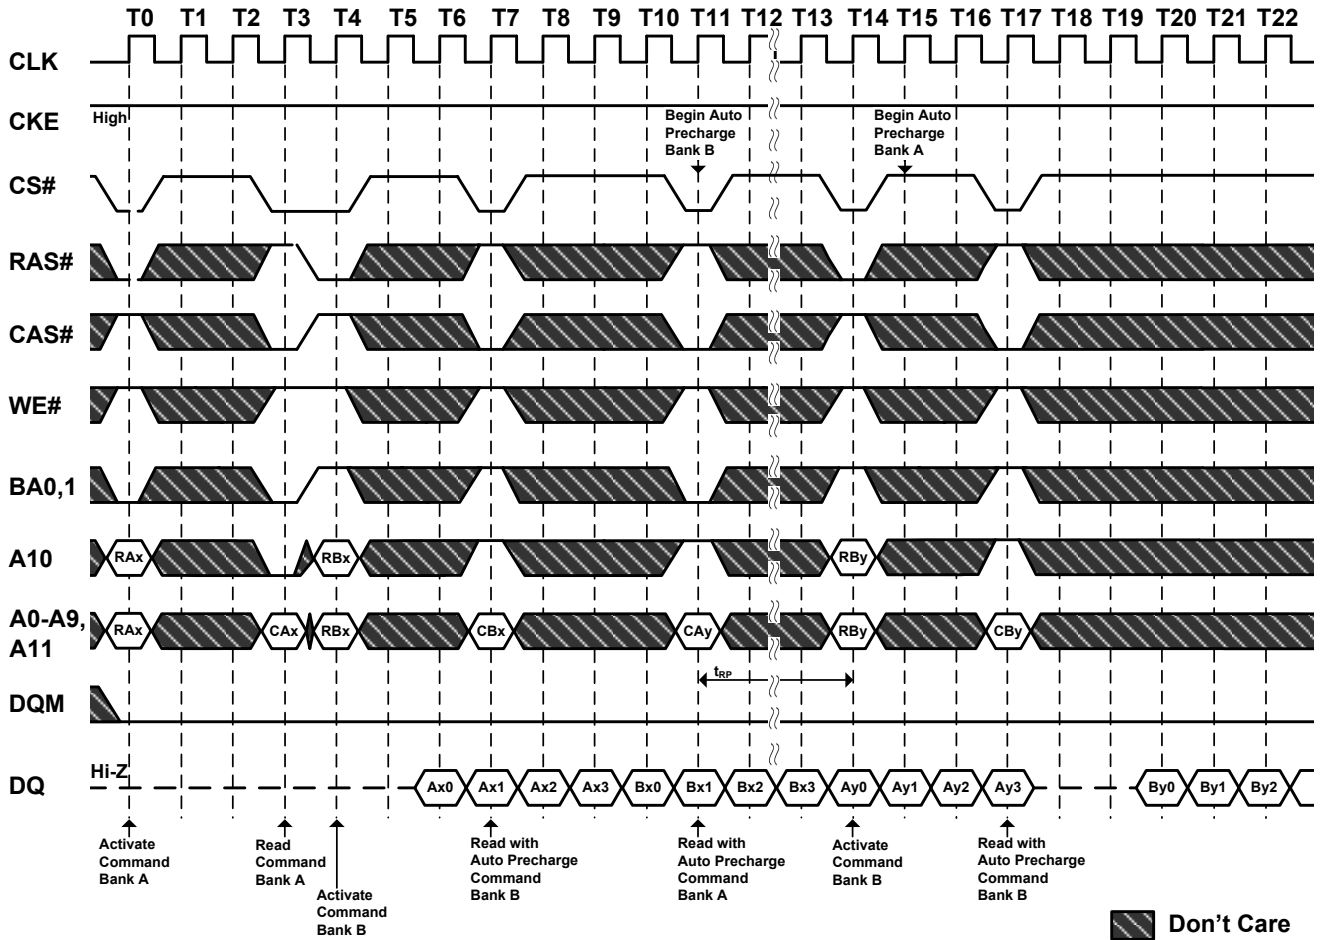 T0 T1 T2 T3 T4 T5 T6 T7 T8 T9 T10 T11 T12 T13 T14 T15 T16 T17 T18 T19 T20 T21 T22
CLK
CKE
High
Begin Auto
Precharge
Bank B
Begin Auto
Precharge
Bank A
CS#
RAS#
CAS#
WE#
BA0,1
A10
RAx RBx RBy
A0-A9,
A11
RAx CAx RBx CBx CAy RBy CBy
tRP
DQM
DQ
Hi-Z
Ax0 Ax1 Ax2 Ax3 Bx0 Bx1 Bx2 Bx3 Ay0 Ay1 Ay2 Ay3 By0 By1 By2
Activate
Command
Bank A
Read
Command
Bank A
Activate
Command
Bank B
Read with
Auto Precharge
Command
Bank B
Read with
Auto Precharge
Command
Bank A
Activate
Command
Bank B
Read with
Auto Precharge
Command
Bank B
Don't Care